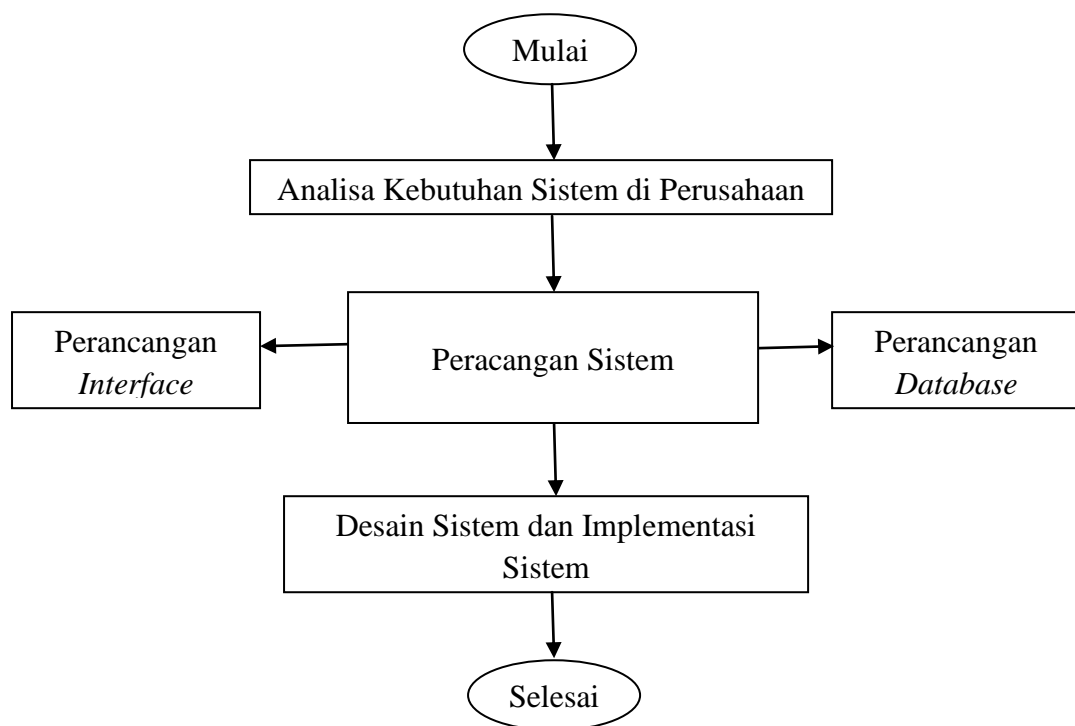 Mulai
Analisa Kebutuhan Sistem di Perusahaan
Perancangan
Interface
Peracangan Sistem
Perancangan
Database
Desain Sistem dan Implementasi
Sistem
Selesai